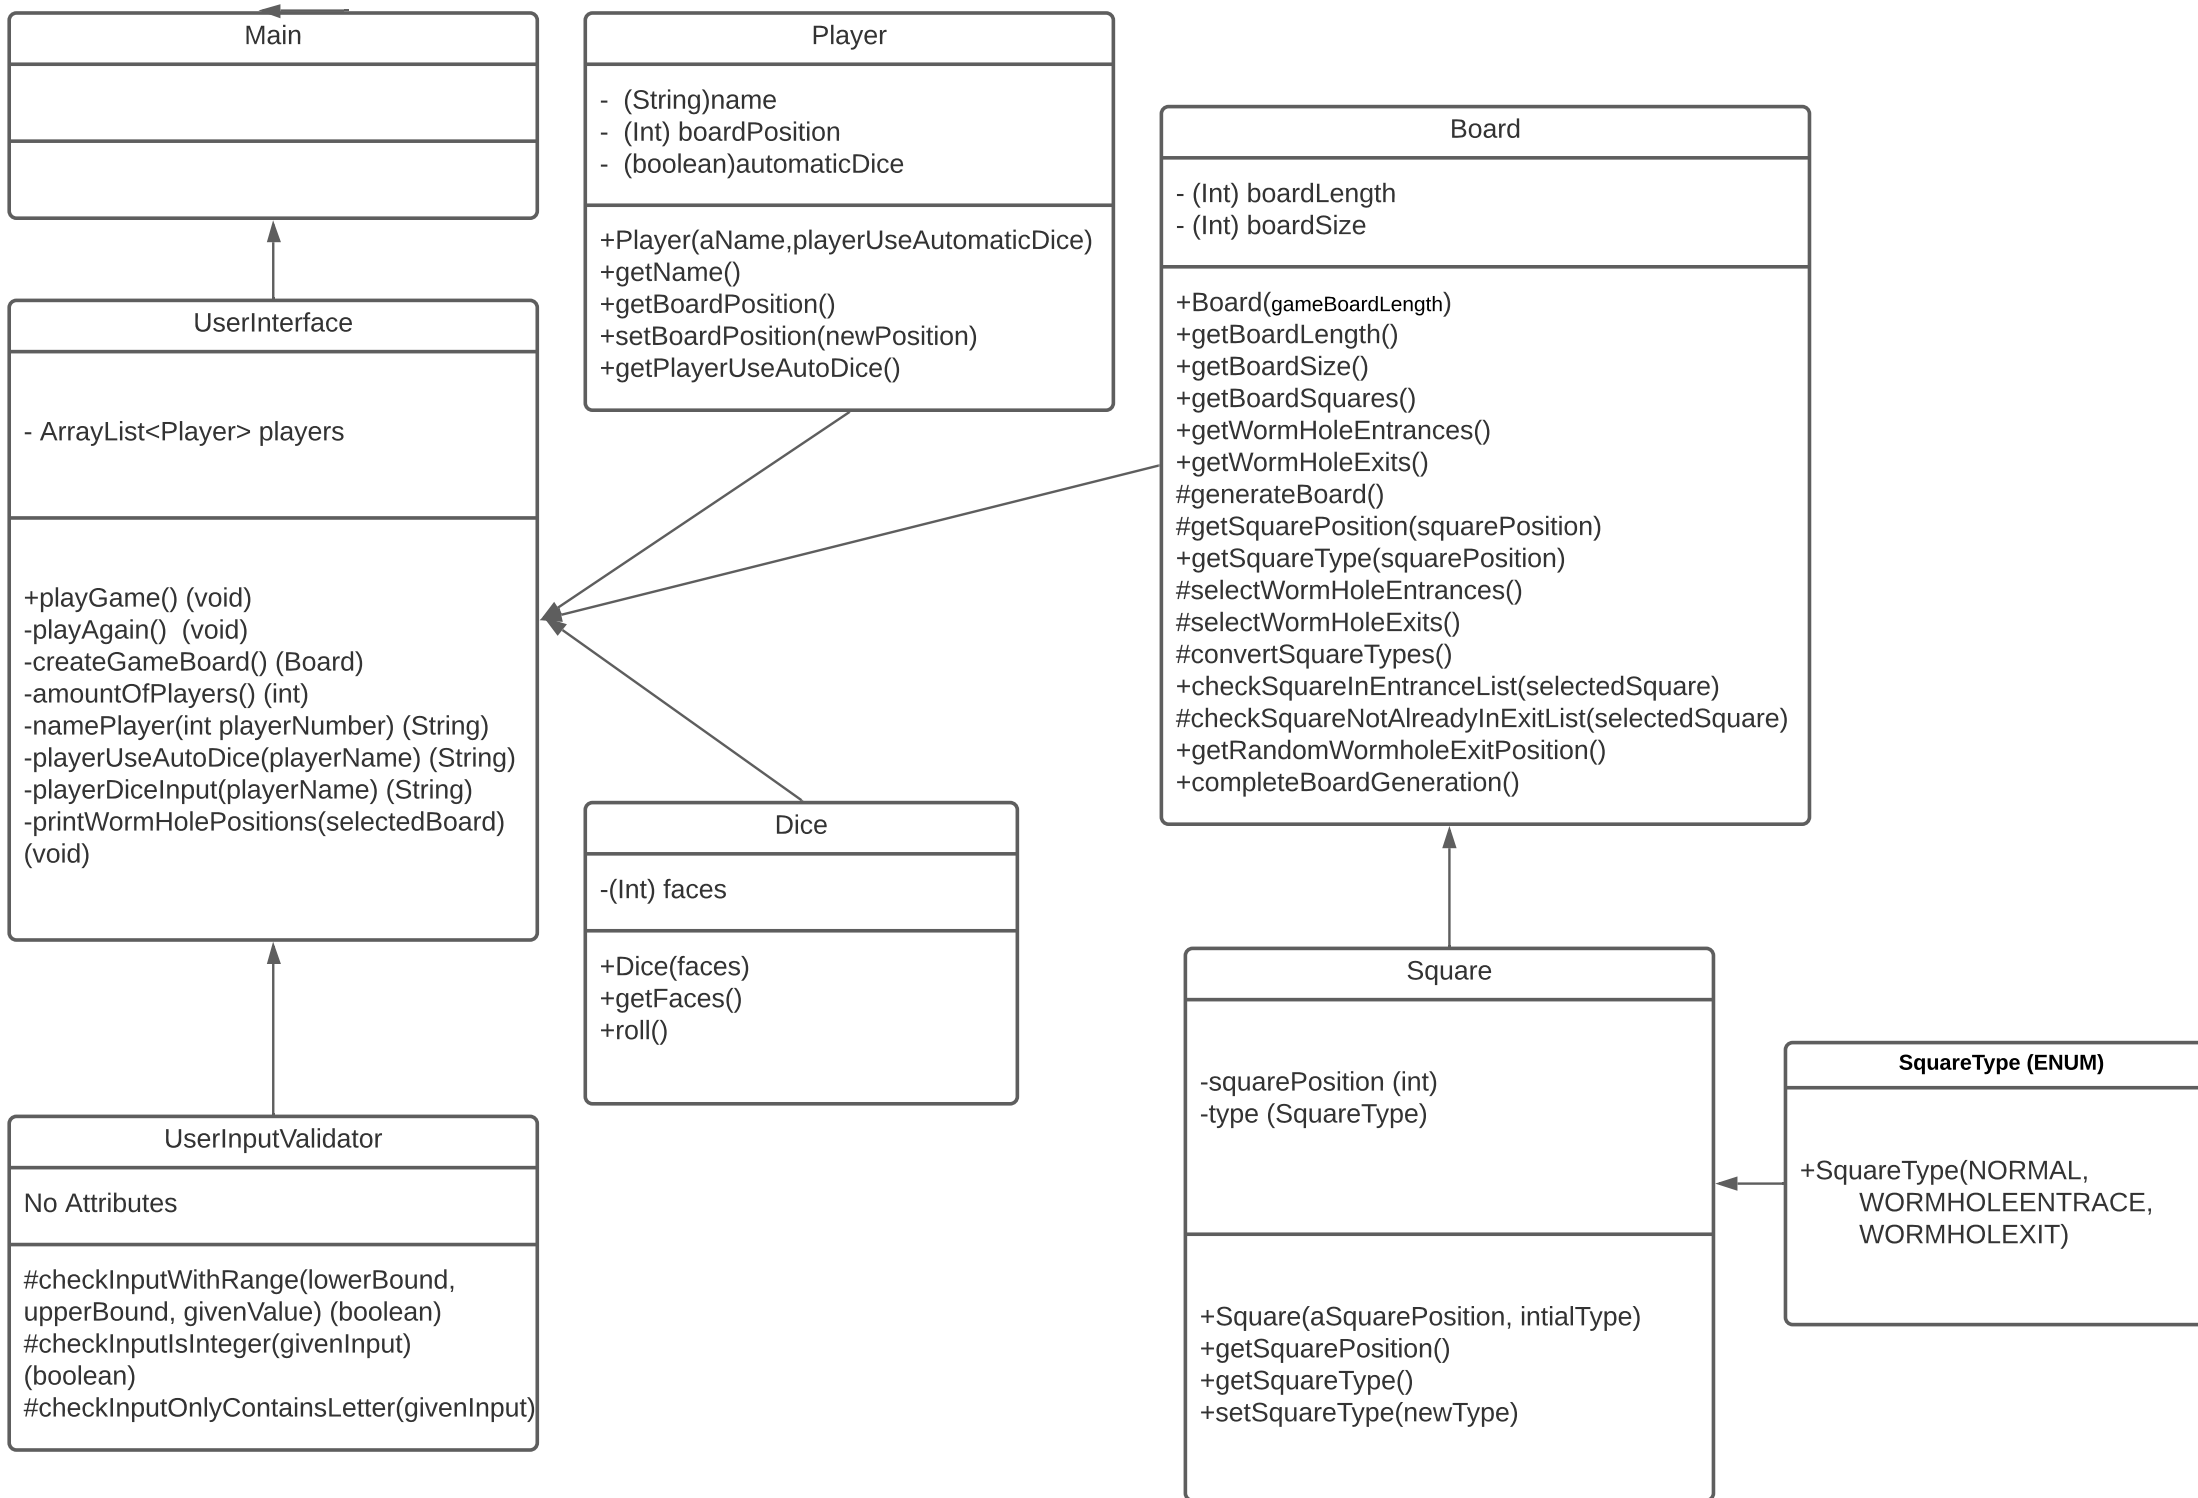 Main
Player
-  (String)name
-  (Int) boardPosition
-  (boolean)automaticDice
+Player(aName,playerUseAutomaticDice)
+getName()
+getBoardPosition()
+setBoardPosition(newPosition)
+getPlayerUseAutoDice()
Board
- (Int) boardLength
- (Int) boardSize
+Board(gameBoardLength)
+getBoardLength()
+getBoardSize()
+getBoardSquares()
+getWormHoleEntrances()
+getWormHoleExits()
#generateBoard()
#getSquarePosition(squarePosition)
+getSquareType(squarePosition)
#selectWormHoleEntrances()
#selectWormHoleExits()
#convertSquareTypes()
+checkSquareInEntranceList(selectedSquare)
#checkSquareNotAlreadyInExitList(selectedSquare)
+getRandomWormholeExitPosition()
+completeBoardGeneration()
UserInterface
- ArrayList<Player> players
+playGame() (void)
-playAgain()  (void)
-createGameBoard() (Board)
-amountOfPlayers() (int)
-namePlayer(int playerNumber) (String)
-playerUseAutoDice(playerName) (String)
-playerDiceInput(playerName) (String)
-printWormHolePositions(selectedBoard)
(void)
Dice
-(Int) faces
+Dice(faces)
+getFaces()
+roll()
Square
-squarePosition (int)
-type (SquareType)
+Square(aSquarePosition, intialType)
+getSquarePosition()
+getSquareType()
+setSquareType(newType)
SquareType (ENUM)
+SquareType(NORMAL,
WORMHOLEENTRACE,
WORMHOLEXIT)
UserInputValidator
No Attributes
#checkInputWithRange(lowerBound,
upperBound, givenValue) (boolean)
#checkInputIsInteger(givenInput)
(boolean)
#checkInputOnlyContainsLetter(givenInput)